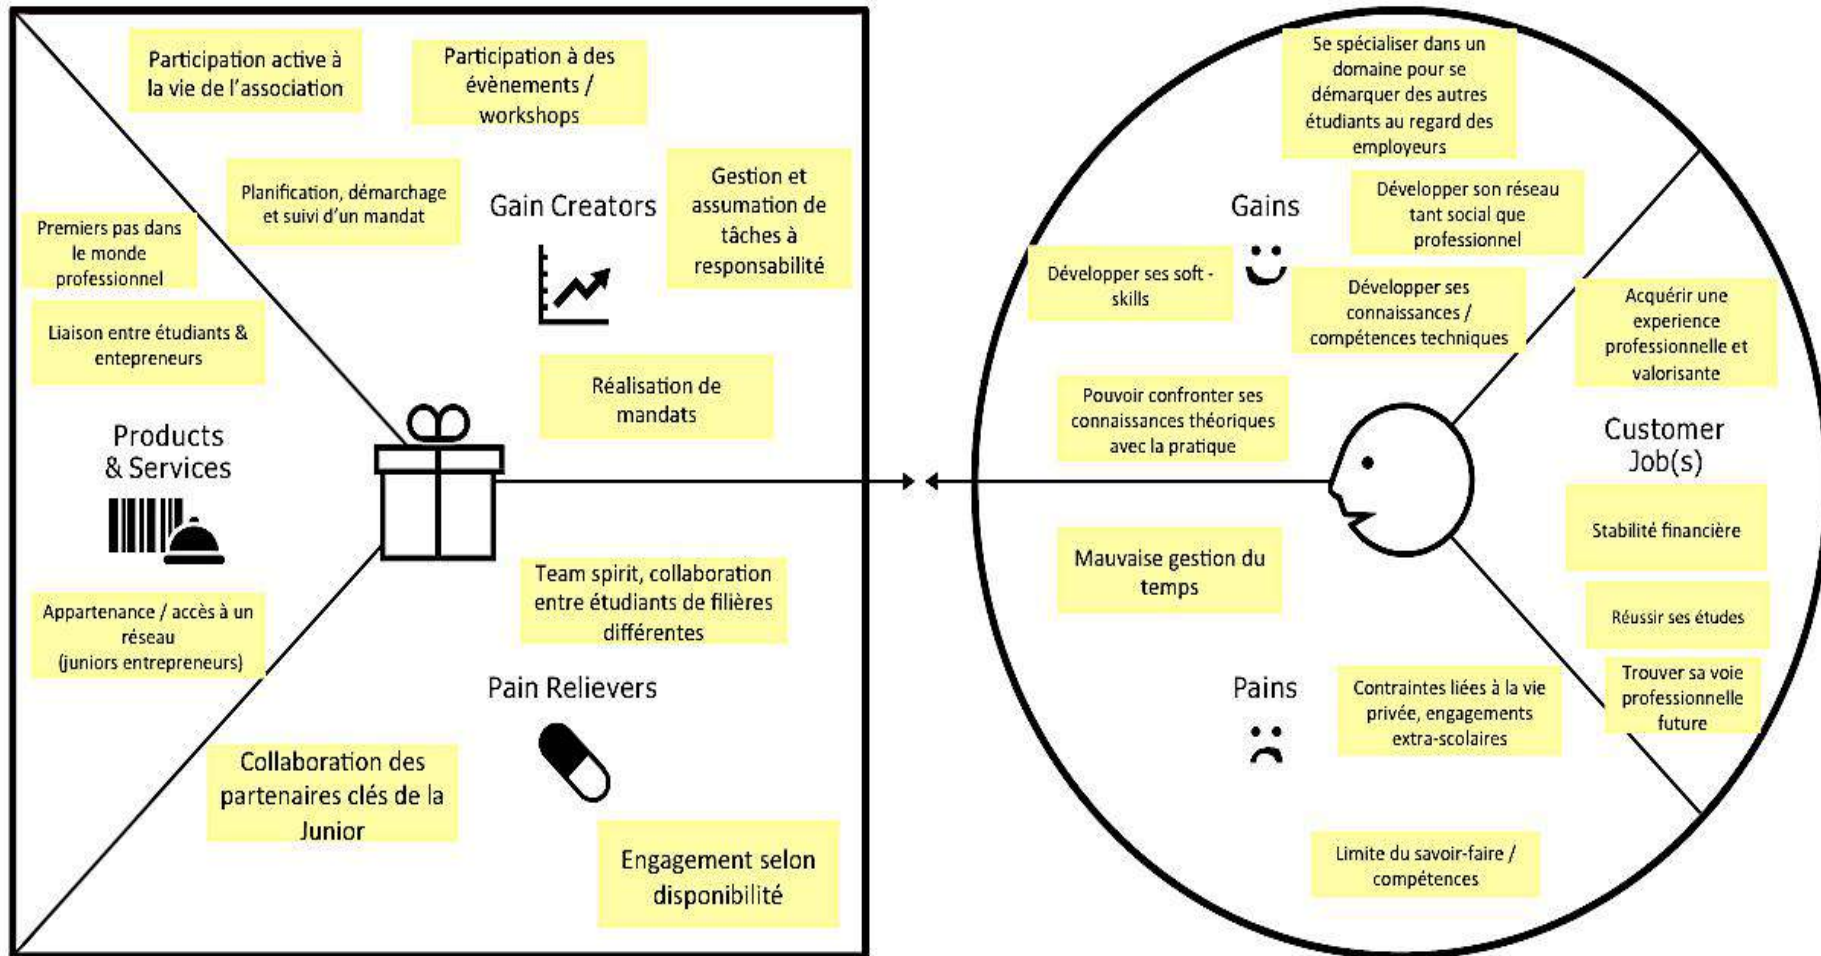 Participation active à
la vie de l'association
Participation à des
évènements /
workshops
Planification, démarchage
et suivi d'un mandat
Gain Creators
Gestion et
assumation de
tâches à
responsabilité
Premiers pas dans
le monde
professionnel
Liaison entre étudiants &
entepreneurs
Réalisation de
mandats
Products
& Services
Appartenance / accès à un
réseau
(juniors entrepreneurs)
Team spirit, collaboration
entre étudiants de filières
différentes
Pain Relievers
Collaboration des
partenaires clés de la
Junior
Engagement selon
disponibilité
Se spécialiser dans un
domaine pour se
démarquer des autres
étudiants au regard des
employeurs
Gains
Développer son réseau
tant social que
professionnel
Développer ses soft -
skills
Développer ses
connaissances /
compétences techniques
Pouvoir confronter ses
connaissances théoriques
avec la pratique
Acquérir une
experience
professionnelle et
valorisante
Customer
Job(s)
Stabilité financière
Réussir ses études
Trouver sa voie
professionnelle
future
Mauvaise gestion du
temps
Pains
Contraintes liées à la vie
privée, engagements
extra-scolaires
Limite du savoir-faire /
compétences